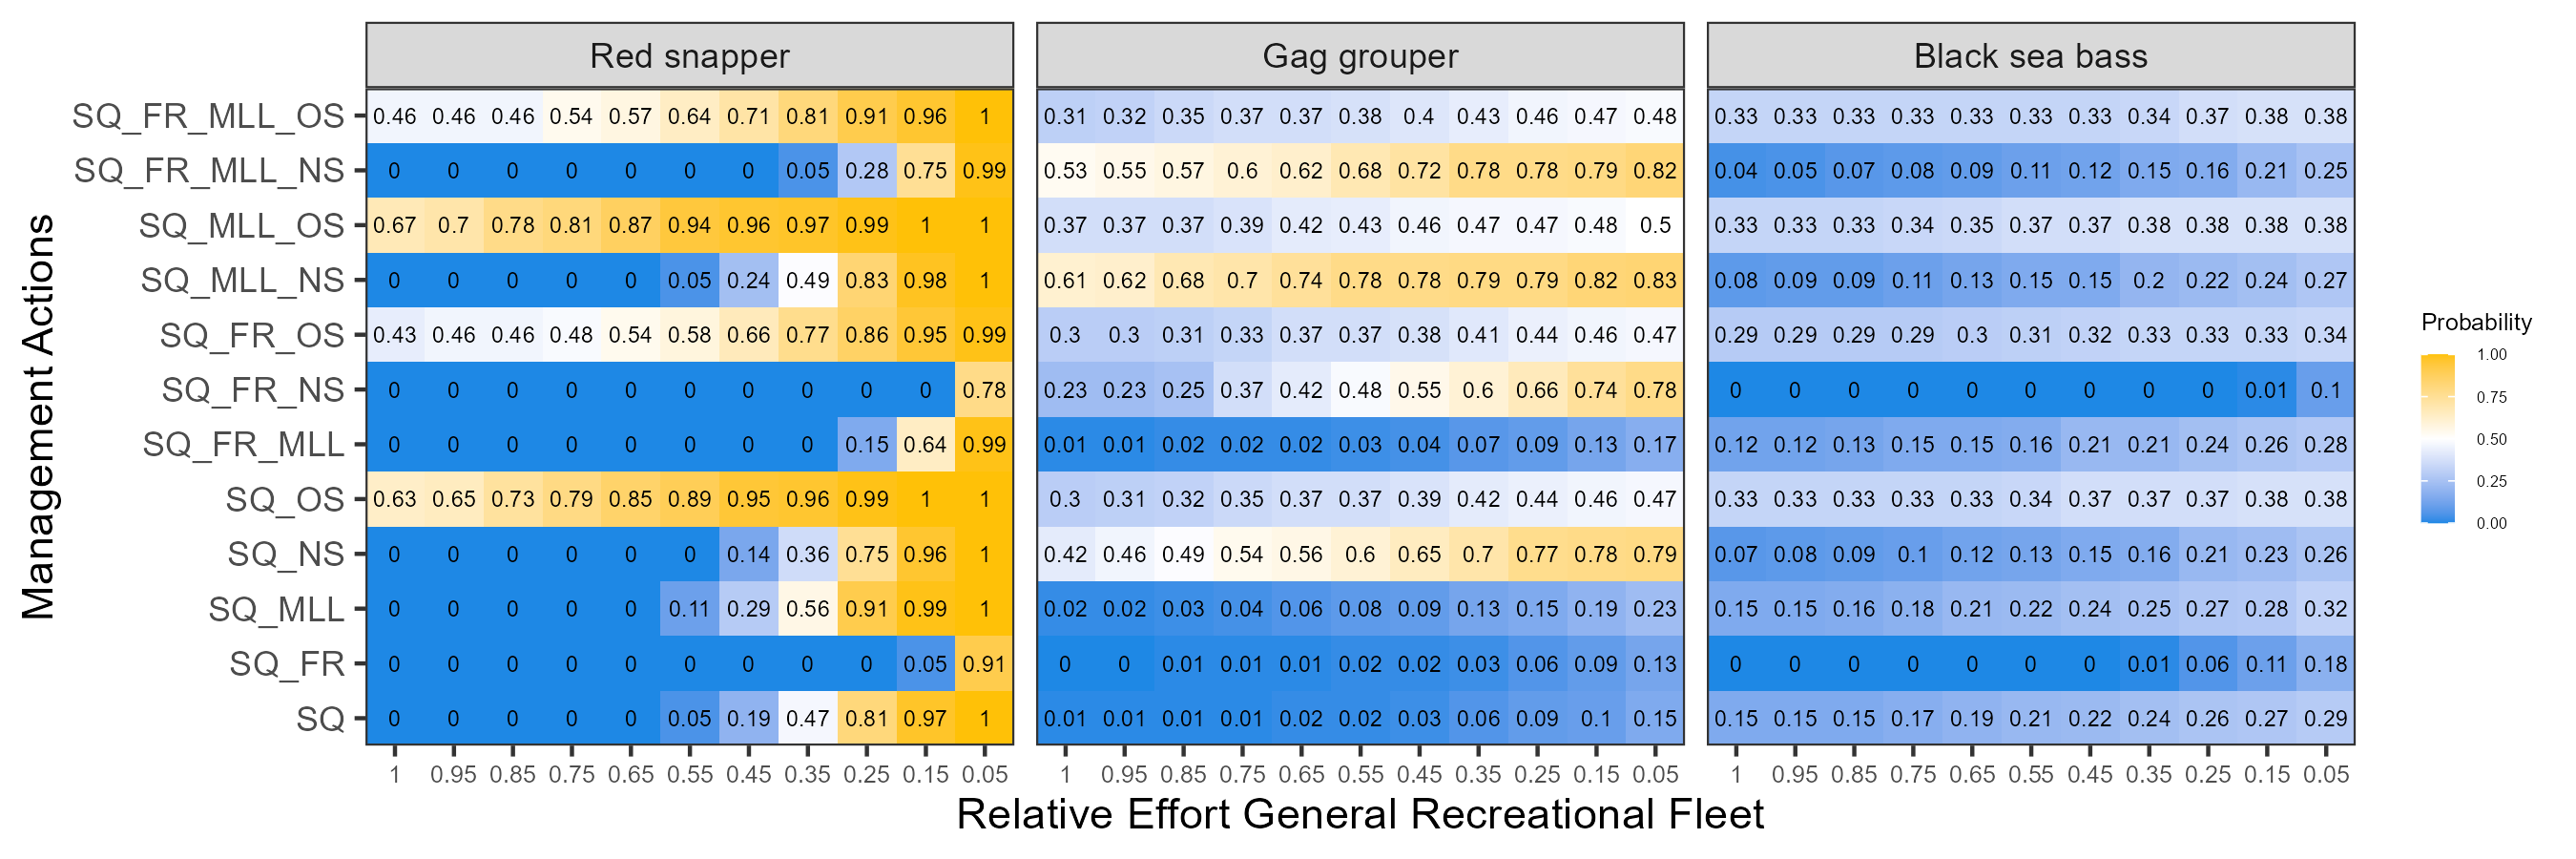 Red snapper Gag grouper Black sea bass
SQ_FR_MLL_OS 0.46 0.46 0.46 0.54 0.57 0.64 0.71 0.81 0.91 0.96 1 0.31 0.32 0.35 0.37 0.37 0.38 0.4 0.43 0.46 0.47 0.48 0.33 0.33 0.33 0.33 0.33 0.33 0.33 0.34 0.37 0.38 0.38
SQ_FR_MLL_NS 0 0 0 0 0 0 0 0.05 0.28 0.75 0.99 0.53 0.55 0.57 0.6 0.62 0.68 0.72 0.78 0.78 0.79 0.82 0.04 0.05 0.07 0.08 0.09 0.11 0.12 0.15 0.16 0.21 0.25
SQ_MLL_OS 0.67 0.7 0.78 0.81 0.87 0.94 0.96 0.97 0.99 1 1 0.37 0.37 0.37 0.39 0.42 0.43 0.46 0.47 0.47 0.48 0.5 0.33 0.33 0.33 0.34 0.35 0.37 0.37 0.38 0.38 0.38 0.38
SQ_MLL_NS 0 0 0 0 0 0.05 0.24 0.49 0.83 0.98 1 0.61 0.62 0.68 0.7 0.74 0.78 0.78 0.79 0.79 0.82 0.83 0.08 0.09 0.09 0.11 0.13 0.15 0.15 0.2 0.22 0.24 0.27
SQ_FR_OS 0.43 0.46 0.46 0.48 0.54 0.58 0.66 0.77 0.86 0.95 0.99 0.3 0.3 0.31 0.33 0.37 0.37 0.38 0.41 0.44 0.46 0.47 0.29 0.29 0.29 0.29 0.3 0.31 0.32 0.33 0.33 0.33 0.34
SQ_FR_NS 0 0 0 0 0 0 0 0 0 0 0.78 0.23 0.23 0.25 0.37 0.42 0.48 0.55 0.6 0.66 0.74 0.78 0 0 0 0 0 0 0 0 0 0.01 0.1
SQ_FR_MLL 0 0 0 0 0 0 0 0 0.15 0.64 0.99 0.01 0.01 0.02 0.02 0.02 0.03 0.04 0.07 0.09 0.13 0.17 0.12 0.12 0.13 0.15 0.15 0.16 0.21 0.21 0.24 0.26 0.28
SQ_OS 0.63 0.65 0.73 0.79 0.85 0.89 0.95 0.96 0.99 1 1 0.3 0.31 0.32 0.35 0.37 0.37 0.39 0.42 0.44 0.46 0.47 0.33 0.33 0.33 0.33 0.33 0.34 0.37 0.37 0.37 0.38 0.38
SQ_NS 0 0 0 0 0 0 0.14 0.36 0.75 0.96 1 0.42 0.46 0.49 0.54 0.56 0.6 0.65 0.7 0.77 0.78 0.79 0.07 0.08 0.09 0.1 0.12 0.13 0.15 0.16 0.21 0.23 0.26
SQ_MLL 0 0 0 0 0 0.11 0.29 0.56 0.91 0.99 1 0.02 0.02 0.03 0.04 0.06 0.08 0.09 0.13 0.15 0.19 0.23 0.15 0.15 0.16 0.18 0.21 0.22 0.24 0.25 0.27 0.28 0.32
SQ_FR 0 0 0 0 0 0 0 0 0 0.05 0.91 0 0 0.01 0.01 0.01 0.02 0.02 0.03 0.06 0.09 0.13 0 0 0 0 0 0 0 0.01 0.06 0.11 0.18
SQ 0 0 0 0 0 0.05 0.19 0.47 0.81 0.97 1 0.01 0.01 0.01 0.01 0.02 0.02 0.03 0.06 0.09 0.1 0.15 0.15 0.15 0.15 0.17 0.19 0.21 0.22 0.24 0.26 0.27 0.29
1 0.95 0.85 0.75 0.65 0.55 0.45 0.35 0.25 0.15 0.05 1 0.95 0.85 0.75 0.65 0.55 0.45 0.35 0.25 0.15 0.05 1 0.95 0.85 0.75 0.65 0.55 0.45 0.35 0.25 0.15 0.05
Relative Effort General Recreational Fleet
Management Actions
Probability
1.00
0.75
0.50
0.25
0.00